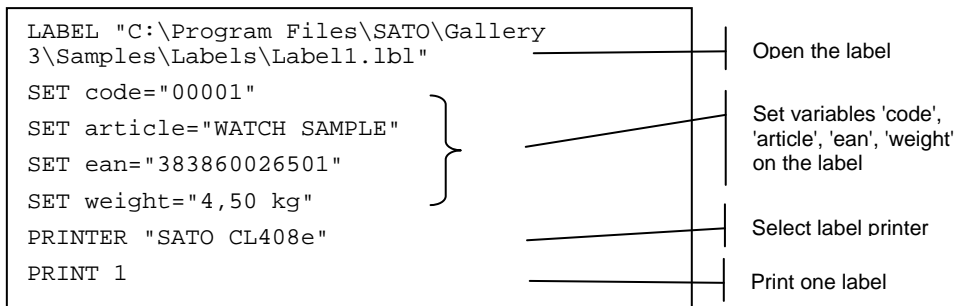 LABEL "C:\Program Files\SATO\Gallery
3\Samples\Labels\Label1.lbl"
SET code="00001"
SET article="WATCH SAMPLE"
SET ean="383860026501"
SET weight="4,50 kg"
PRINTER "SATO CL408e"
PRINT 1
Open the label
Set variables 'code',
'article', 'ean', 'weight'
on the label
Select label printer
Print one label